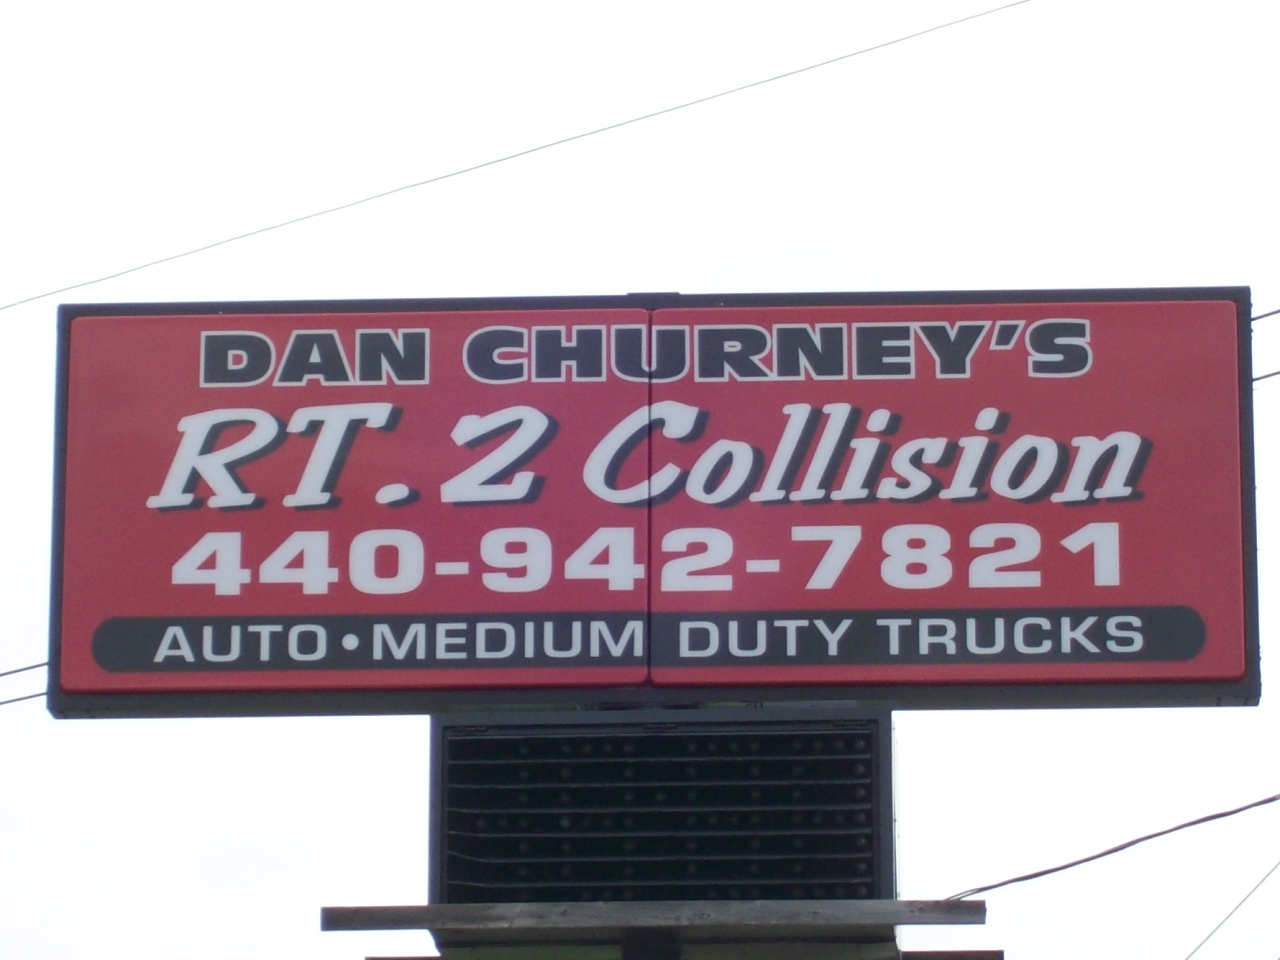 DAN CHURNEY'S
RT. 2 Collision
440-942-7821
AUTO • MEDIUM DUTY TRUCKS